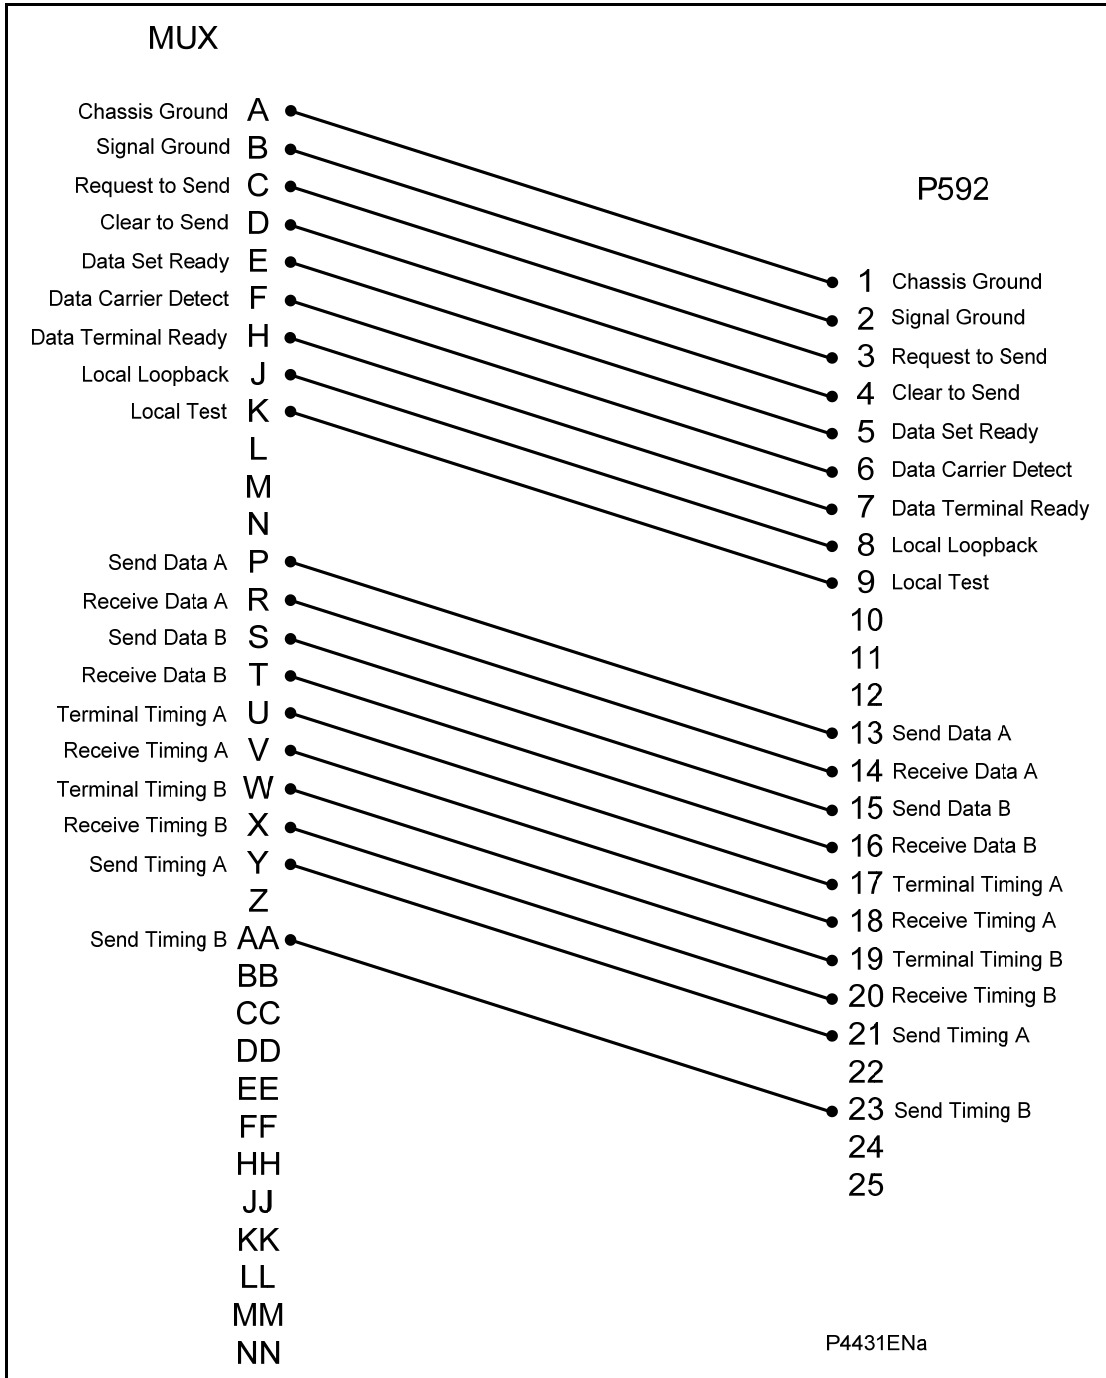 MUX
Chassis Ground A
Signal Ground B
Request to Send C
Clear to Send D
Data Set Ready E
Data Carrier Detect F
Data Terminal Ready H
Local Loopback J
Local Test K
L
M
N
Send Data A P
Receive Data A R
Send Data B S
Receive Data B T
Terminal Timing A U
Receive Timing A V
Terminal Timing B W
Receive Timing B X
Send Timing A Y
Z
Send Timing B AA
BB
CC
DD
EE
FF
HH
JJ
KK
LL
MM
NN
P592
1 Chassis Ground
2 Signal Ground
3 Request to Send
4 Clear to Send
5 Data Set Ready
6 Data Carrier Detect
7 Data Terminal Ready
8 Local Loopback
9 Local Test
10
11
12
13 Send Data A
14 Receive Data A
15 Send Data B
16 Receive Data B
17 Terminal Timing A
18 Receive Timing A
19 Terminal Timing B
20 Receive Timing B
21 Send Timing A
22
23 Send Timing B
24
25
P4431ENa